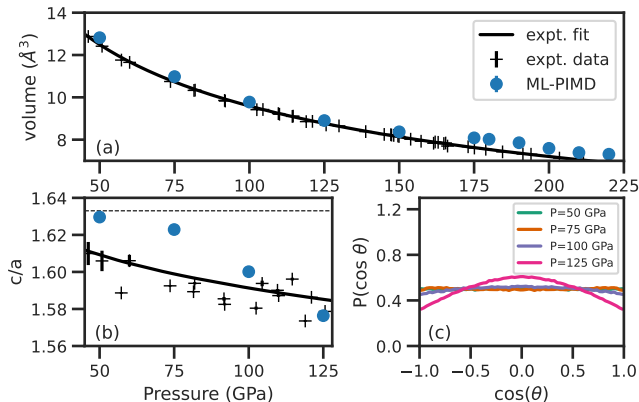 14
12
10
8
volume (Å³)
expt. fit
expt. data
ML-PIMD
(a)
50 75 100 125 150 175 200 225
1.64
1.62
1.60
1.58
1.56
c/a
(b)
50 75 100 125
Pressure (GPa)
1.2
0.8
0.4
0.0
P(cos θ)
P=50 GPa
P=75 GPa
P=100 GPa
P=125 GPa
(c)
−1.0 −0.5 0.0 0.5 1.0
cos(θ)